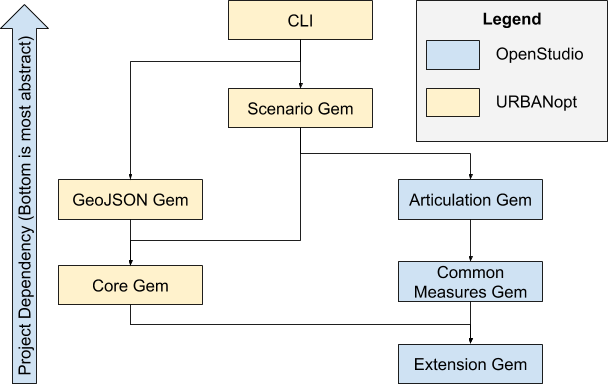 CLI
Legend
OpenStudio
URBANopt
Scenario Gem
GeoJSON Gem
Articulation Gem
Core Gem
Common
Measures Gem
Extension Gem
Project Dependency (Bottom is most abstract)